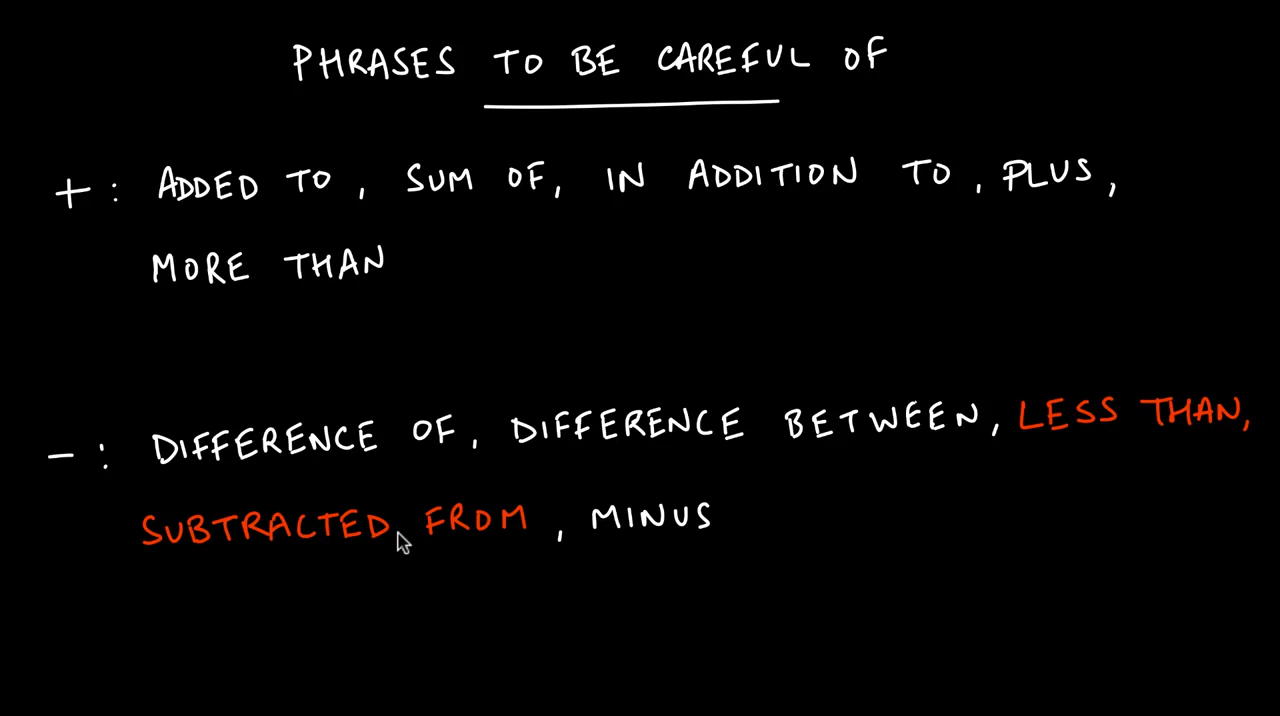 PHRASES TO BE CAREFUL OF
+: ADDED TO, SUM OF, IN ADDITION TO, PLUS,
MORE THAN
-: DIFFERENCE OF, DIFFERENCE BETWEEN, LESS THAN,
SUBTRACTED FROM, MINUS